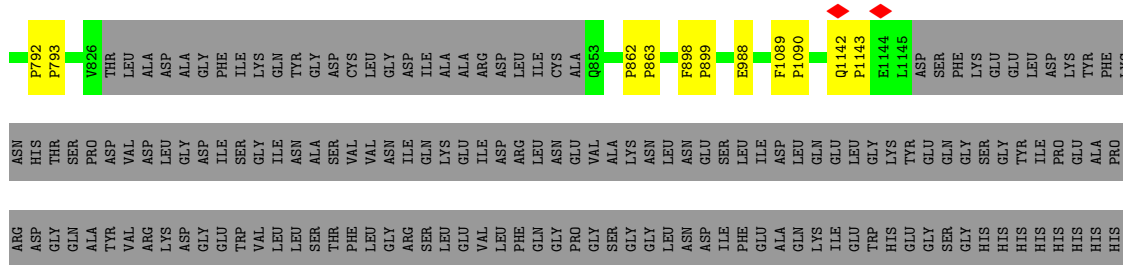 P792 P793 V826 THR LEU ALA ASP ALA GLY PHE ILE LYS GLN TYR GLY ASP CYS LEU GLY ASP ILE ALA ALA ARG ASP LEU ILE CYS ALA Q853 P862 P863 F898 P899 E988 F1089 P1090 Q1142 P1143 E1144 L1145 ASP SER PHE LYS GLU GLU LEU ASP LYS TYR PHE
ASN HIS THR SER PRO ASP VAL ASP LEU GLY ASP ILE SER GLY ILE ASN ALA SER VAL VAL ASN ILE GLN LYS GLU ILE ASP ARG LEU ASN GLU VAL ALA LYS ASN LEU ASN GLU SER LEU ILE ASP LEU GLN GLU LEU GLY LYS TYR GLU GLN GLY SER GLY TYR ILE PRO GLU ALA PRO
ARG ASP GLY GLN ALA TYR VAL ARG LYS ASP GLY GLU TRP VAL LEU LEU SER THR PHE LEU GLY ARG SER LEU GLU VAL LEU PHE GLN GLY PRO GLY SER GLY GLY LEU ASN ASP ILE PHE GLU ALA GLN LYS ILE GLU TRP HIS GLU GLY SER GLY HIS HIS HIS HIS HIS HIS HIS HIS